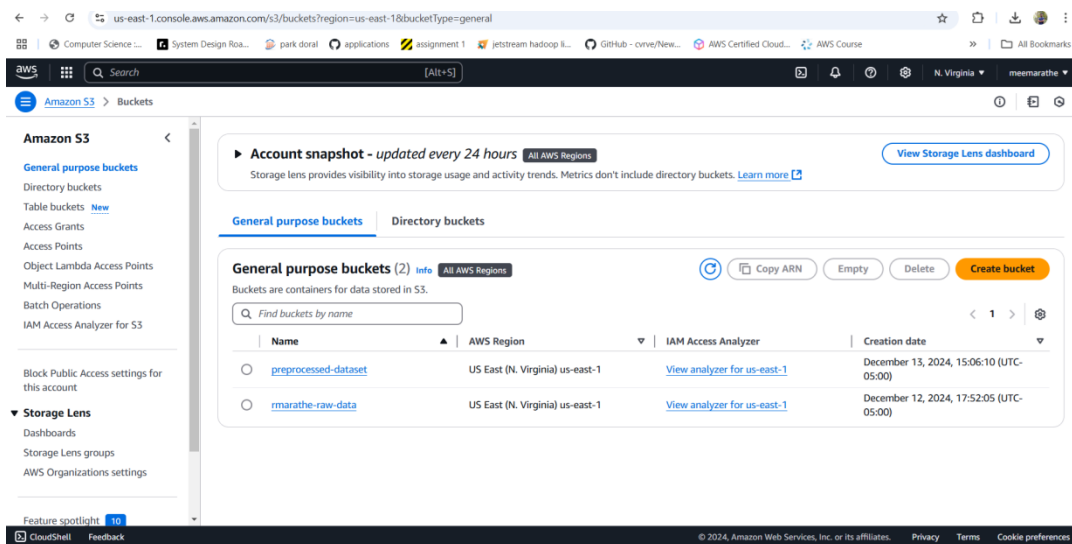 us-east-1.console.aws.amazon.com/s3/buckets?region=us-east-1&bucketType=general
Computer Science :... System Design Roa... park doral applications assignment 1 jetstream hadoop li... GitHub - cvrve/New... AWS Certified Cloud... AWS Course » All Bookmarks
aws Search [Alt+S] N. Virginia ▼ meemarathe ▼
Amazon S3 > Buckets
Amazon S3
General purpose buckets
Directory buckets
Table buckets New
Access Grants
Access Points
Object Lambda Access Points
Multi-Region Access Points
Batch Operations
IAM Access Analyzer for S3
Block Public Access settings for
this account
▼ Storage Lens
Dashboards
Storage Lens groups
AWS Organizations settings
Feature spotlight 10
Account snapshot - updated every 24 hours All AWS Regions View Storage Lens dashboard
Storage lens provides visibility into storage usage and activity trends. Metrics don't include directory buckets. Learn more
General purpose buckets Directory buckets
General purpose buckets (2) Info All AWS Regions Copy ARN Empty Delete Create bucket
Buckets are containers for data stored in S3.
Find buckets by name < 1 >
Name AWS Region IAM Access Analyzer Creation date
preprocessed-dataset US East (N. Virginia) us-east-1 View analyzer for us-east-1 December 13, 2024, 15:06:10 (UTC-
05:00)
rmarathe-raw-data US East (N. Virginia) us-east-1 View analyzer for us-east-1 December 12, 2024, 17:52:05 (UTC-
05:00)
CloudShell Feedback © 2024, Amazon Web Services, Inc. or its affiliates. Privacy Terms Cookie preferences